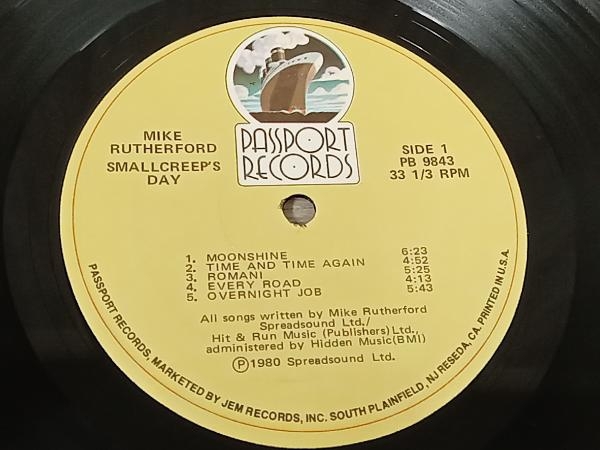 PASSPORT
RECORDS
MIKE
RUTHERFORD
SMALLCREEP'S
DAY
SIDE 1
PB 9843
33 1/3 RPM
1. MOONSHINE 6:23
2. TIME AND TIME AGAIN 4:52
3. ROMANI 5:25
4. EVERY ROAD 4:13
5. OVERNIGHT JOB 5:43
All songs written by Mike Rutherford
Spreadsound Ltd./
Hit & Run Music (Publishers) Ltd.,
administered by Hidden Music (BMI)
Ⓟ 1980 Spreadsound Ltd.
PASSPORT RECORDS, MARKETED BY JEM RECORDS, INC. SOUTH PLAINFIELD, NJ RESEDA, CA. PRINTED IN U.S.A.